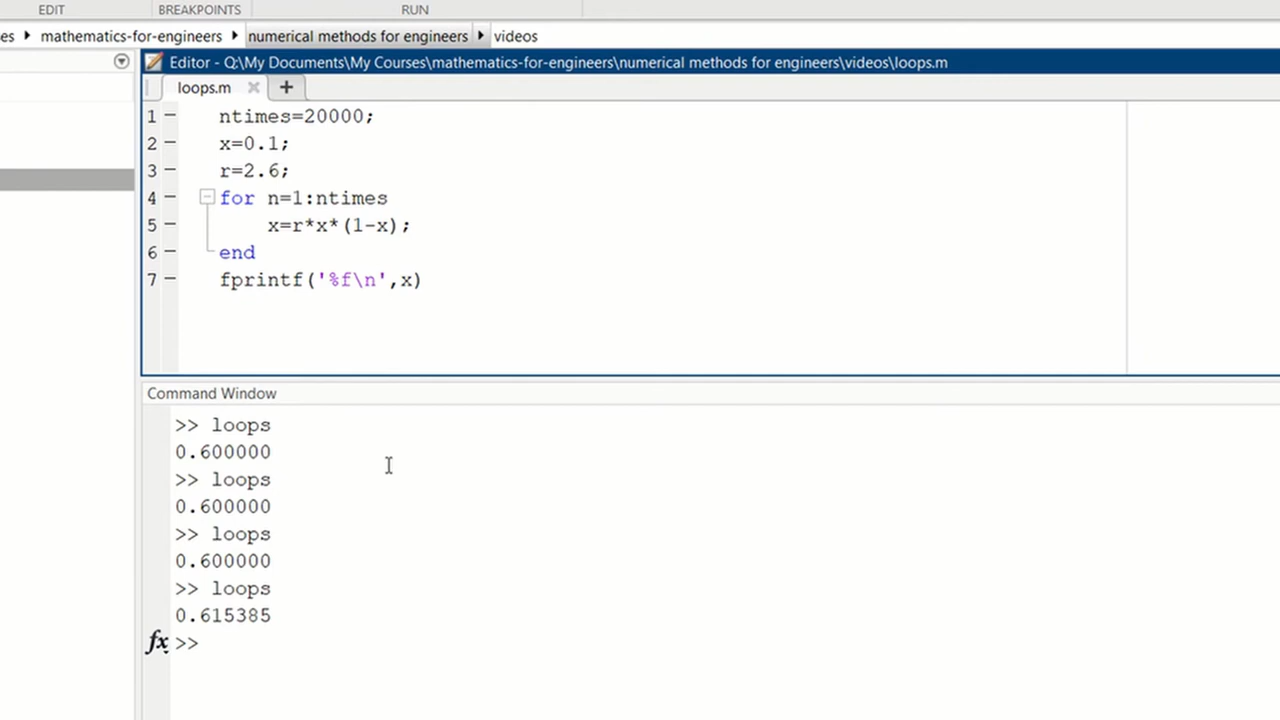 EDIT BREAKPOINTS RUN
es ▸ mathematics-for-engineers ▸ numerical methods for engineers ▸ videos
Editor - Q:\My Documents\My Courses\mathematics-for-engineers\numerical methods for engineers\videos\loops.m
loops.m × +
1 – ntimes=20000;
2 – x=0.1;
3 – r=2.6;
4 – for n=1:ntimes
5 – x=r*x*(1-x);
6 – end
7 – fprintf('%f\n',x)
Command Window
>> loops
0.600000
>> loops
0.600000
>> loops
0.600000
>> loops
0.615385
fx >>